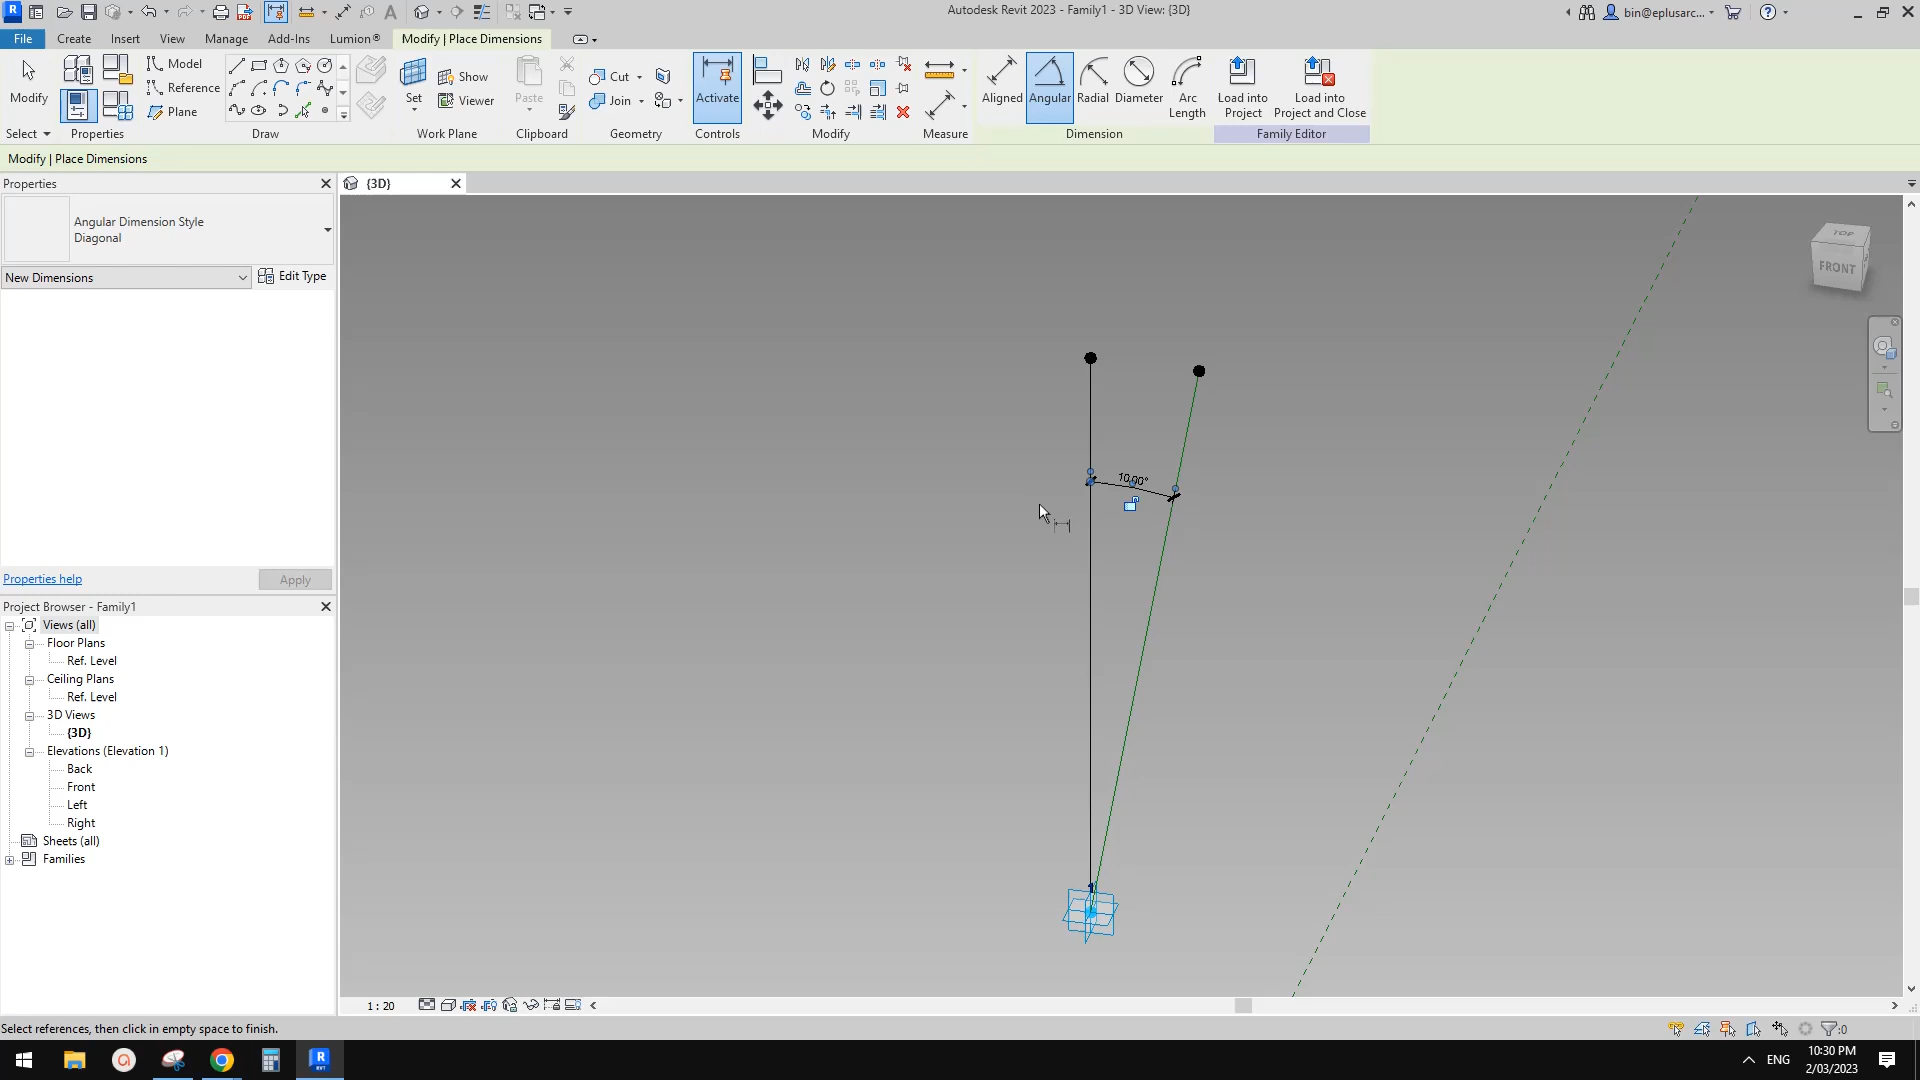 Autodesk Revit 2023 - Family1 - 3D View: {3D}
bin@eplusarc...
File
Create
Insert
View
Manage
Add-Ins
Lumion®
Modify | Place Dimensions
Modify
Select
Properties
Model
Reference
Plane
Draw
Set
Show
Viewer
Work Plane
Paste
Clipboard
Cut
Join
Geometry
Activate
Controls
Modify
Measure
Aligned
Angular
Radial
Diameter
Arc
Length
Dimension
Load into
Project
Load into
Project and Close
Family Editor
Modify | Place Dimensions
Properties
{3D}
Angular Dimension Style
Diagonal
New Dimensions
Edit Type
TOP
FRONT
10.00°
1
Properties help
Apply
Project Browser - Family1
Views (all)
Floor Plans
Ref. Level
Ceiling Plans
Ref. Level
3D Views
{3D}
Elevations (Elevation 1)
Back
Front
Left
Right
Sheets (all)
Families
1 : 20
Select references, then click in empty space to finish.
:0
ENG
10:30 PM
2/03/2023